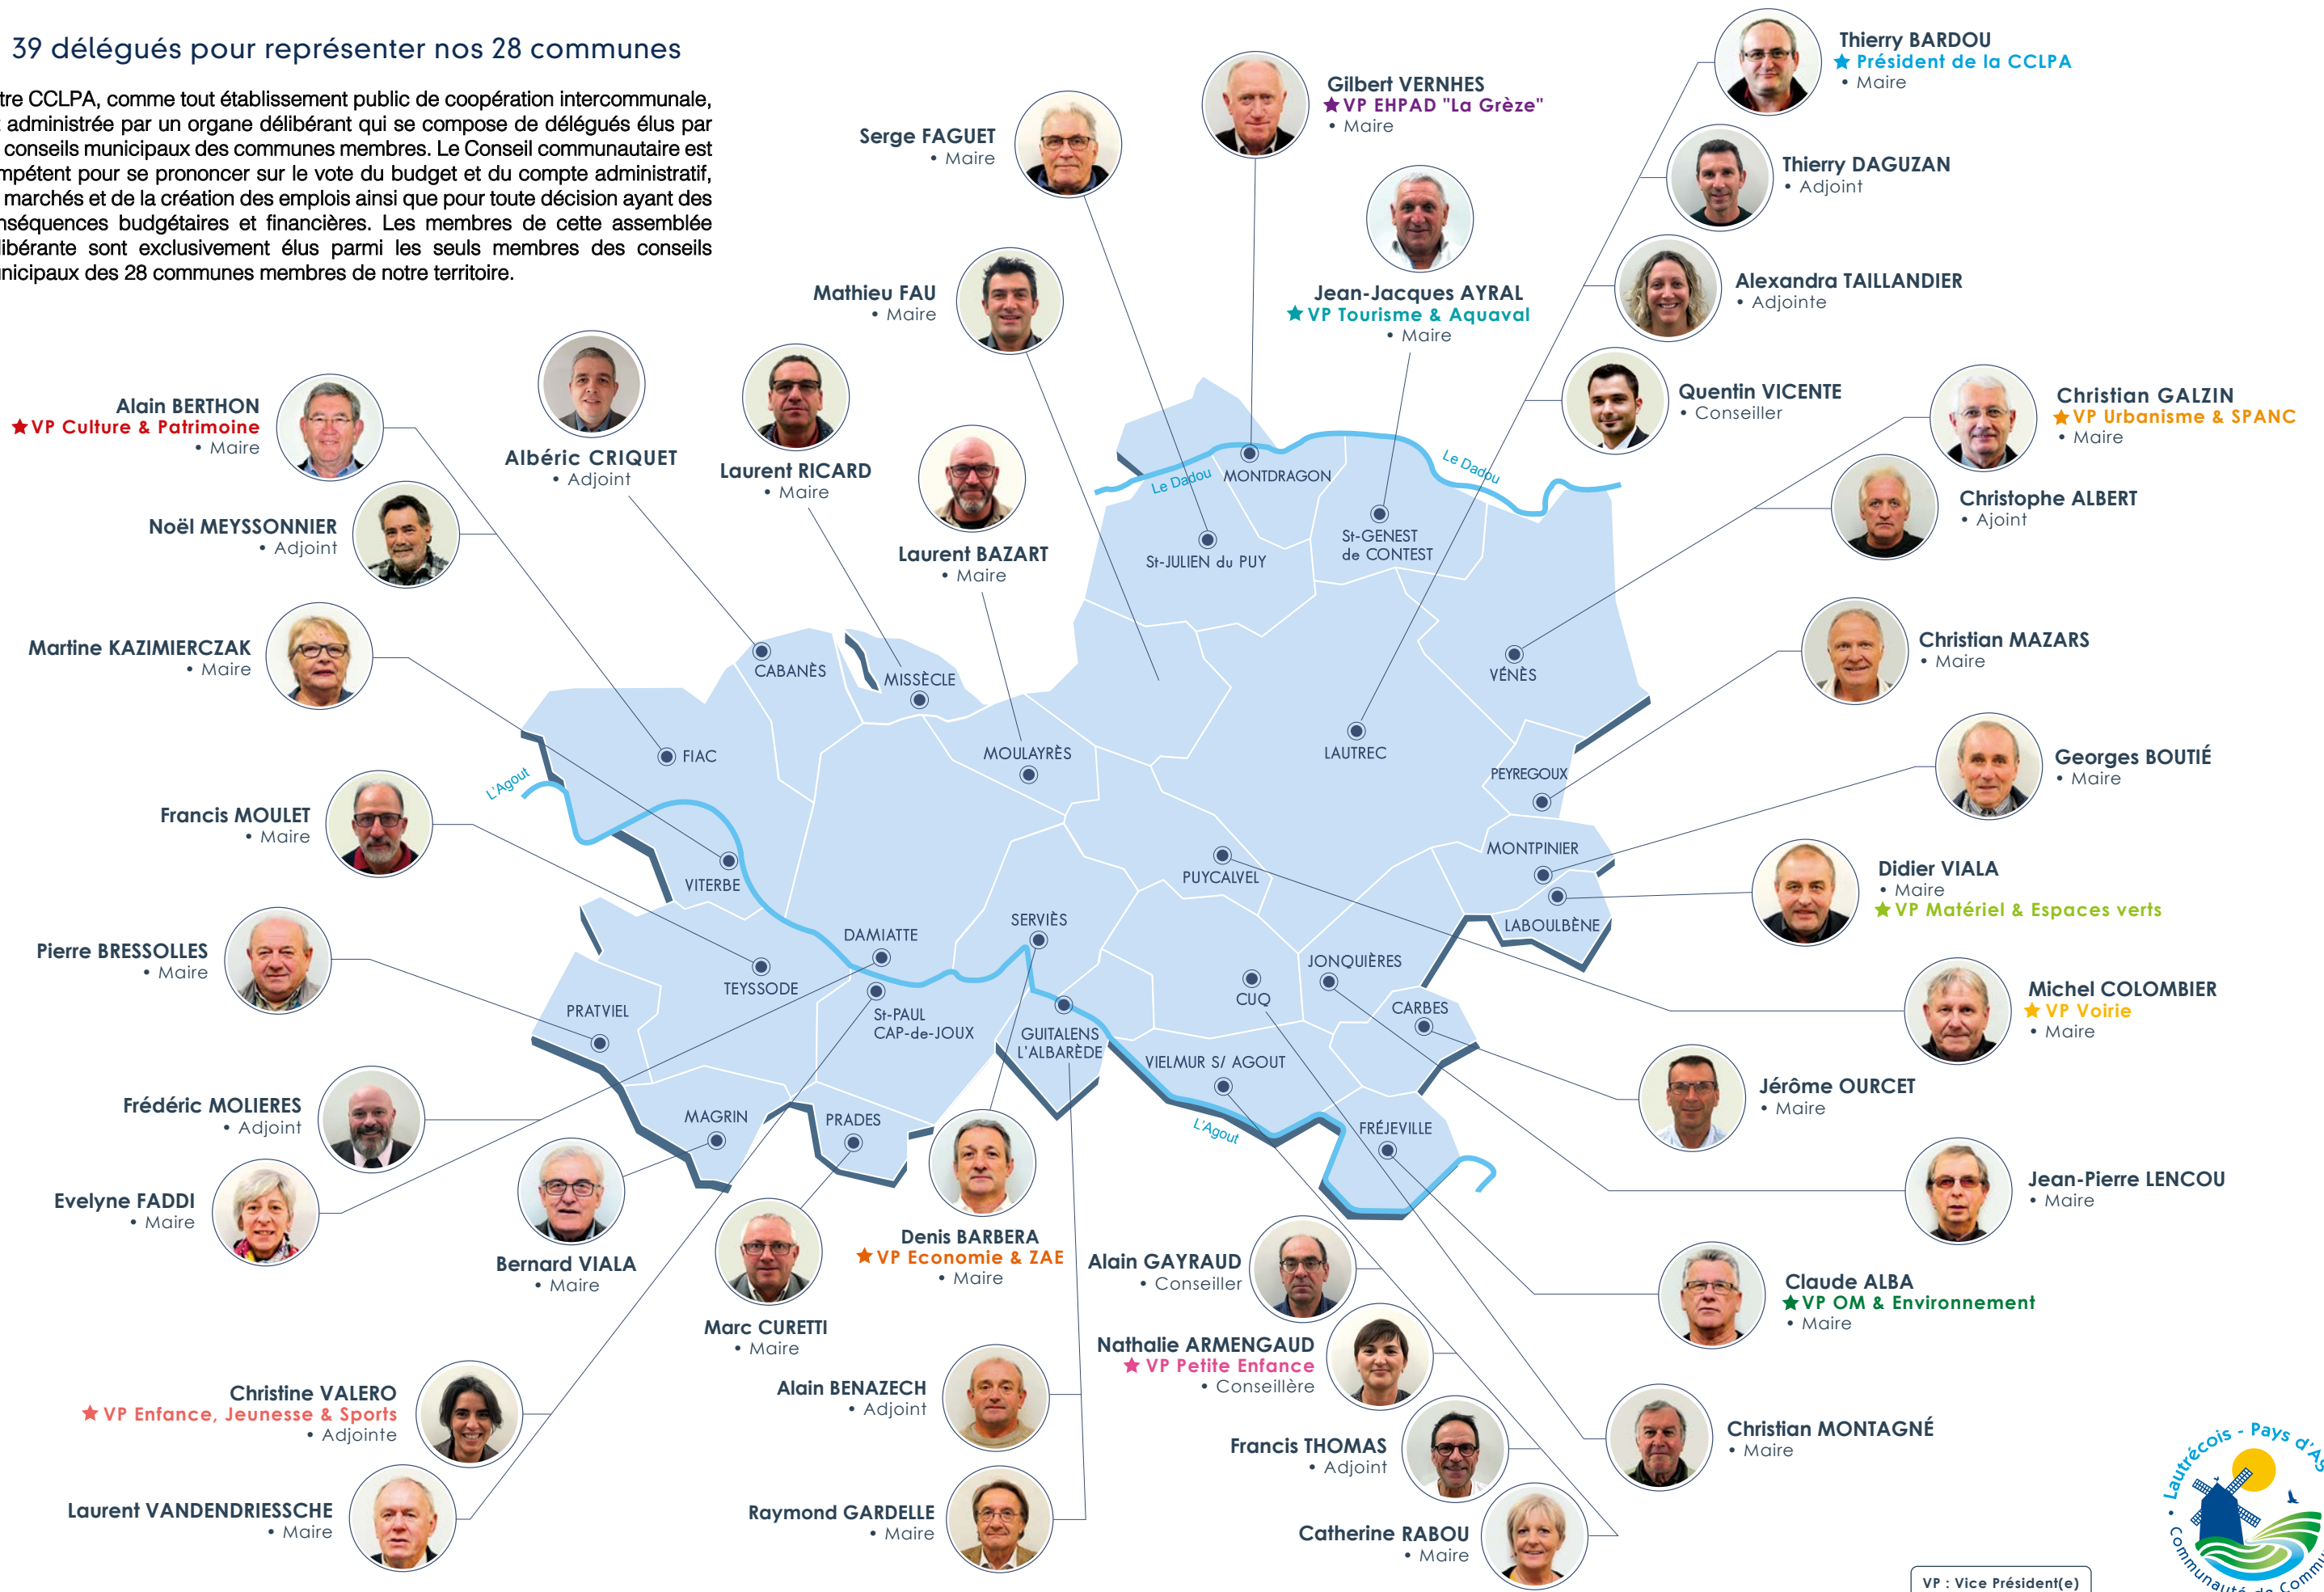 39 délégués pour représenter nos 28 communes
tre CCLPA, comme tout établissement public de coopération intercommunale,
administrée par un organe délibérant qui se compose de délégués élus par
conseils municipaux des communes membres. Le Conseil communautaire est
mpétent pour se prononcer sur le vote du budget et du compte administratif,
marchés et de la création des emplois ainsi que pour toute décision ayant des
nséquences budgétaires et financières. Les membres de cette assemblée
libérante sont exclusivement élus parmi les seuls membres des conseils
unicipaux des 28 communes membres de notre territoire.
Thierry BARDOU
★ Président de la CCLPA
• Maire
Gilbert VERNHES
★ VP EHPAD "La Grèze"
• Maire
Serge FAGUET
• Maire
Thierry DAGUZAN
• Adjoint
Alexandra TAILLANDIER
• Adjointe
Mathieu FAU
• Maire
Jean-Jacques AYRAL
★ VP Tourisme & Aquaval
• Maire
Quentin VICENTE
• Conseiller
Christian GALZIN
★ VP Urbanisme & SPANC
• Maire
Alain BERTHON
★ VP Culture & Patrimoine
• Maire
Albéric CRIQUET
• Adjoint
Laurent RICARD
• Maire
Laurent BAZART
• Maire
Christophe ALBERT
• Ajoint
Noël MEYSSONNIER
• Adjoint
Martine KAZIMIERCZAK
• Maire
Christian MAZARS
• Maire
Georges BOUTIÉ
• Maire
Francis MOULET
• Maire
Didier VIALA
• Maire
★ VP Matériel & Espaces verts
Pierre BRESSOLLES
• Maire
Michel COLOMBIER
★ VP Voirie
• Maire
Jérôme OURCET
• Maire
Frédéric MOLIERES
• Adjoint
Evelyne FADDI
• Maire
Jean-Pierre LENCOU
• Maire
Bernard VIALA
• Maire
Denis BARBERA
★ VP Economie & ZAE
• Maire
Alain GAYRAUD
• Conseiller
Claude ALBA
★ VP OM & Environnement
• Maire
Marc CURETTI
• Maire
Nathalie ARMENGAUD
★ VP Petite Enfance
• Conseillère
Christine VALERO
★ VP Enfance, Jeunesse & Sports
• Adjointe
Alain BENAZECH
• Adjoint
Francis THOMAS
• Adjoint
Christian MONTAGNÉ
• Maire
Laurent VANDENDRIESSCHE
• Maire
Raymond GARDELLE
• Maire
Catherine RABOU
• Maire
Le Dadou
MONTDRAGON
Le Dadou
St-JULIEN du PUY
St-GENEST
de CONTEST
CABANÈS
MISSÈCLE
VÉNÈS
FIAC
MOULAYRÈS
LAUTREC
PEYREGOUX
L'Agout
VITERBE
PUYCALVEL
MONTPINIER
LABOULBÈNE
DAMIATTE
SERVIÈS
TEYSSODE
JONQUIÈRES
CUQ
CARBES
PRATVIEL
St-PAUL
CAP-de-JOUX
GUITALENS
L'ALBARÈDE
VIELMUR S/ AGOUT
MAGRIN
PRADES
L'Agout
FRÉJEVILLE
VP : Vice Président(e)
• Lautrécois - Pays d'A
• Communauté de Commu